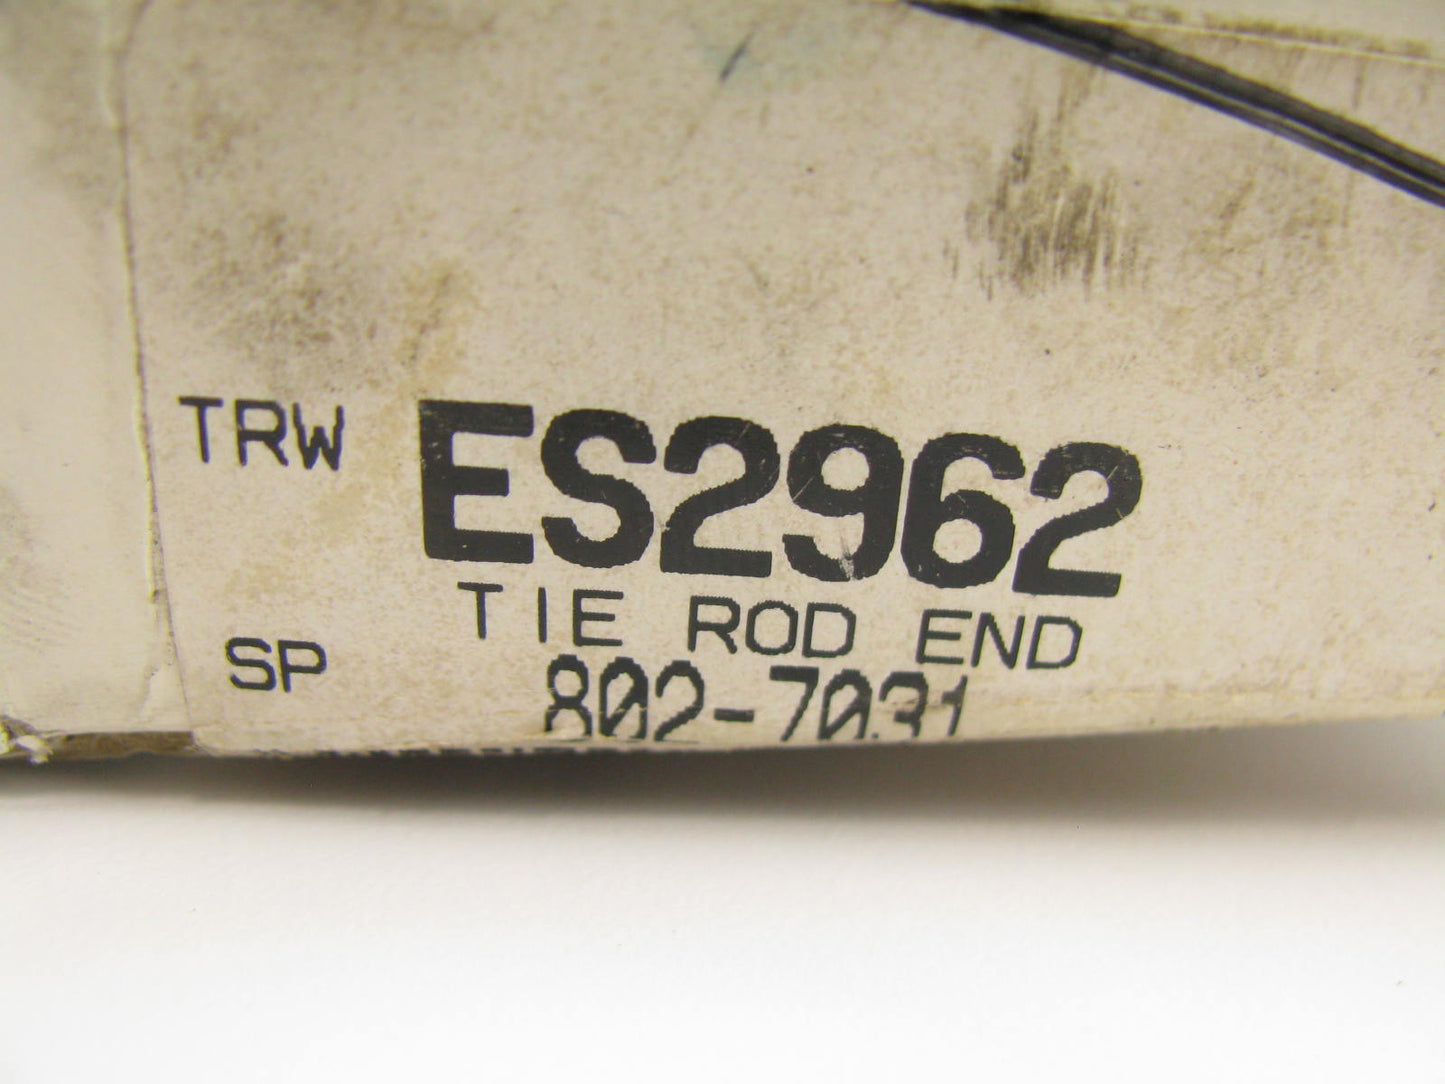 TRW ES2962
TIE ROD END
SP 802-7031